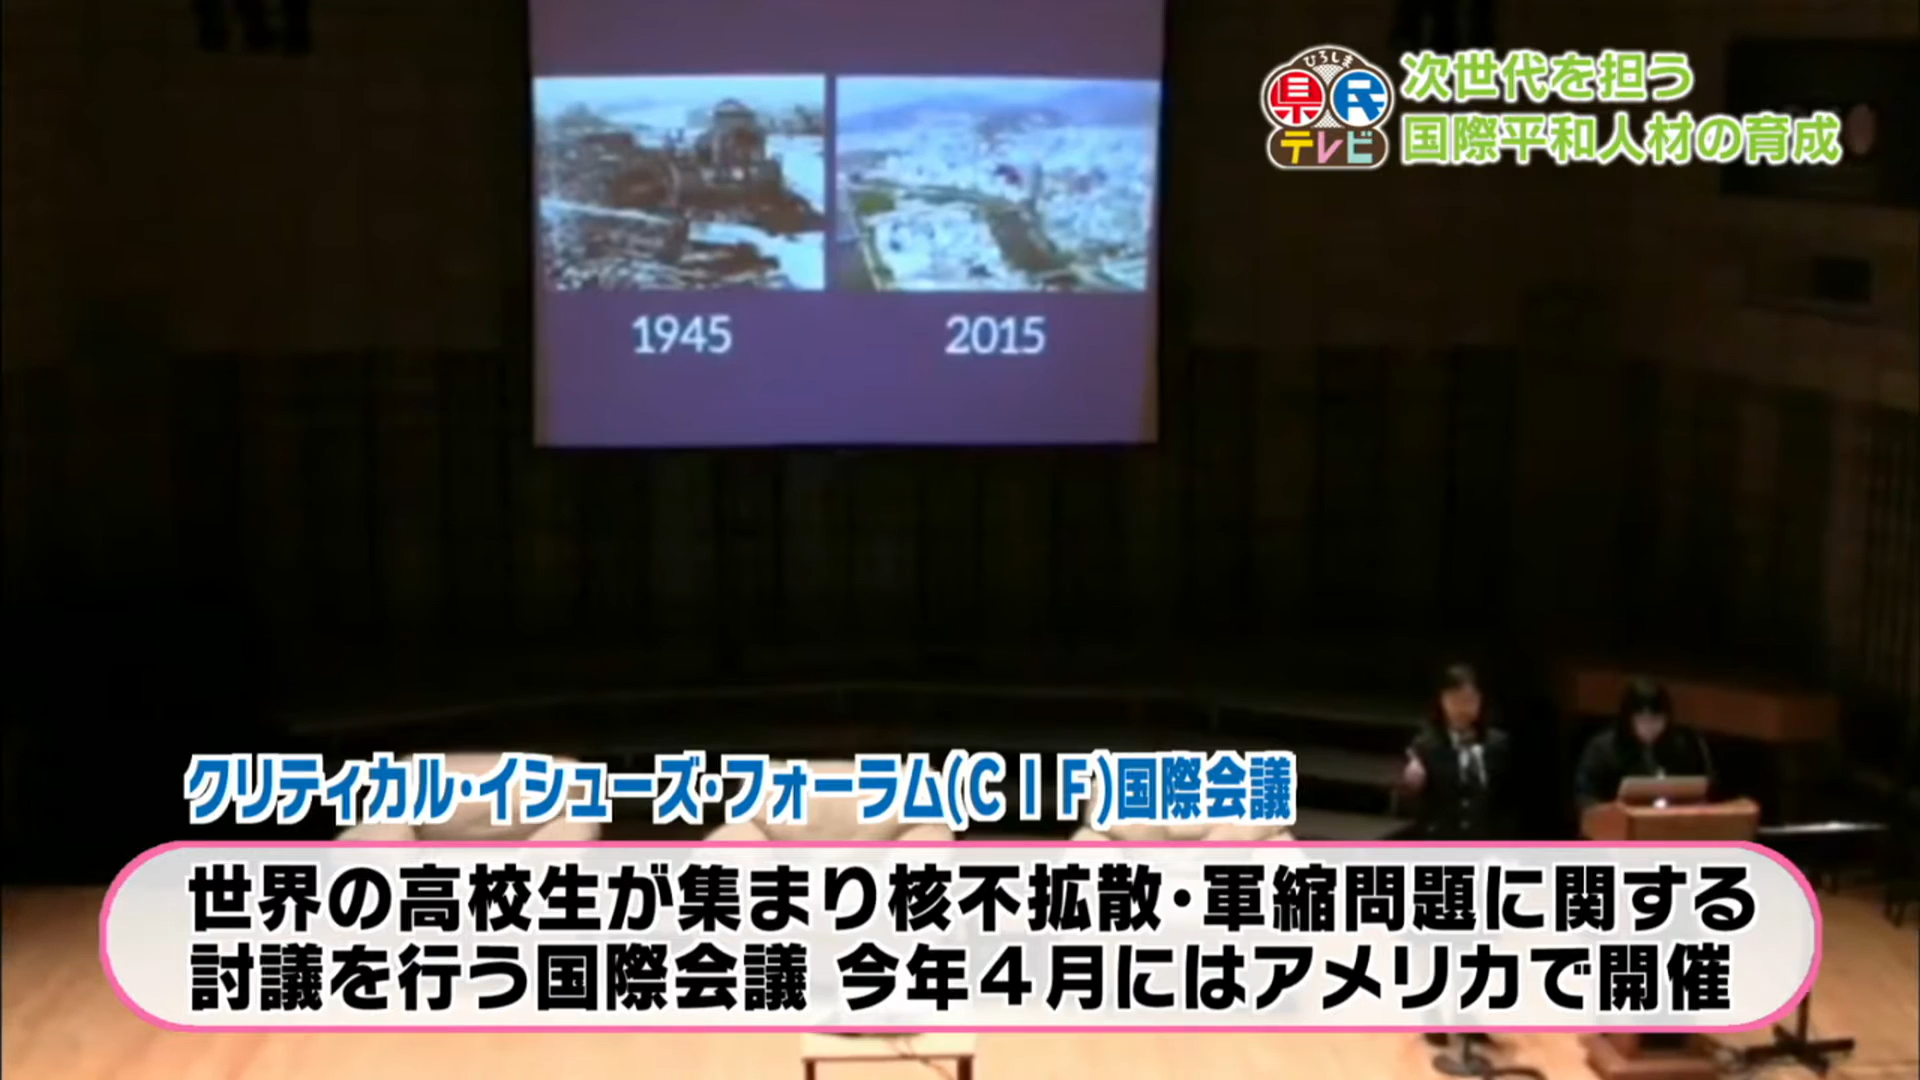 ひろしま
県民
テレビ
次世代を担う
国際平和人材の育成
1945
2015
クリティカル・イシューズ・フォーラム(CIF)国際会議
世界の高校生が集まり核不拡散・軍縮問題に関する
討議を行う国際会議 今年4月にはアメリカで開催